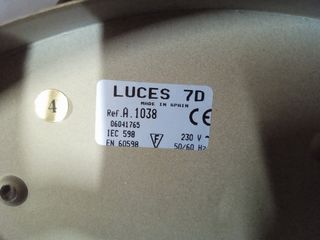 LUCES 7D
MADE IN SPAIN
Ref. A.1038
06041765
IEC 598
EN 60598
F
230 V ~
50/60 Hz
CE
4